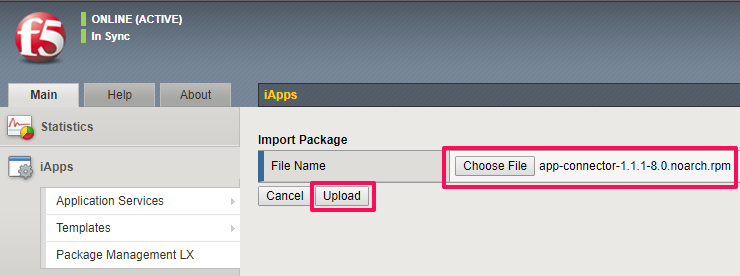 f5
ONLINE (ACTIVE)
In Sync
Main
Help
About
iApps
Statistics
iApps
Application Services
Templates
Package Management LX
Import Package
File Name
Choose File app-connector-1.1.1-8.0.noarch.rpm
Cancel
Upload